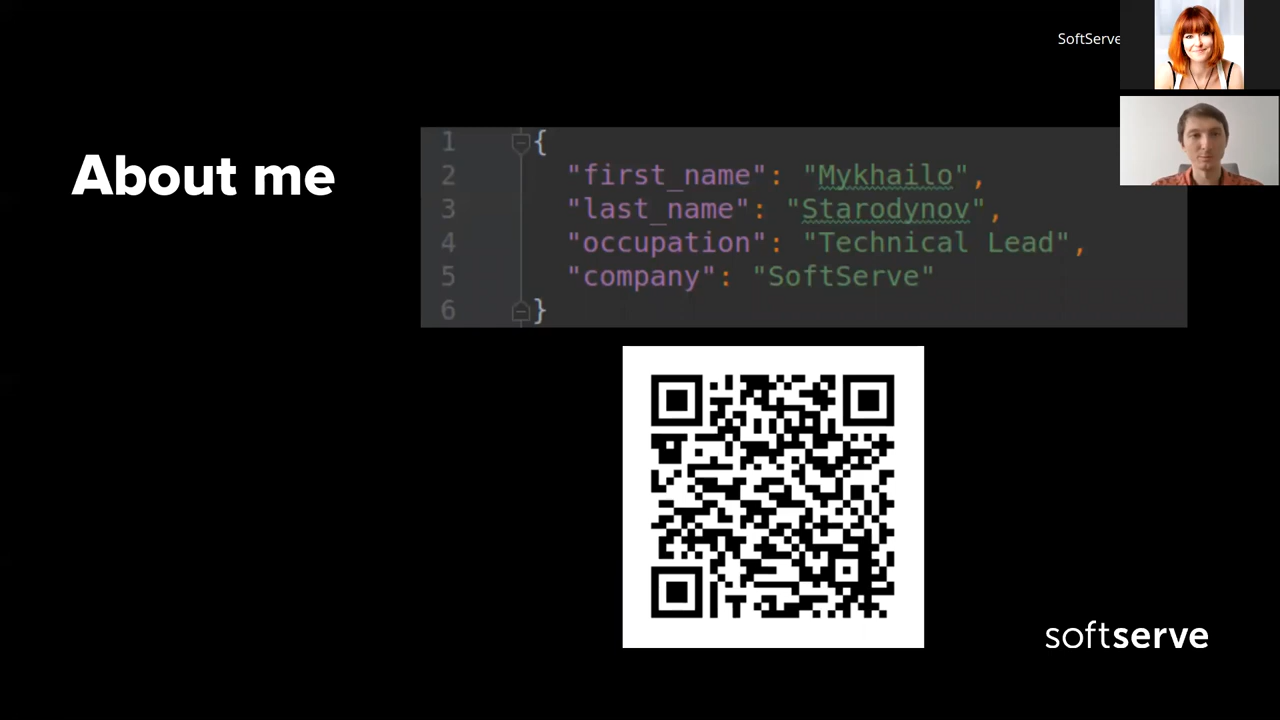 SoftServe
About me
1 {
2 "first_name": "Mykhailo",
3 "last_name": "Starodynov",
4 "occupation": "Technical Lead",
5 "company": "SoftServe"
6 }
softserve